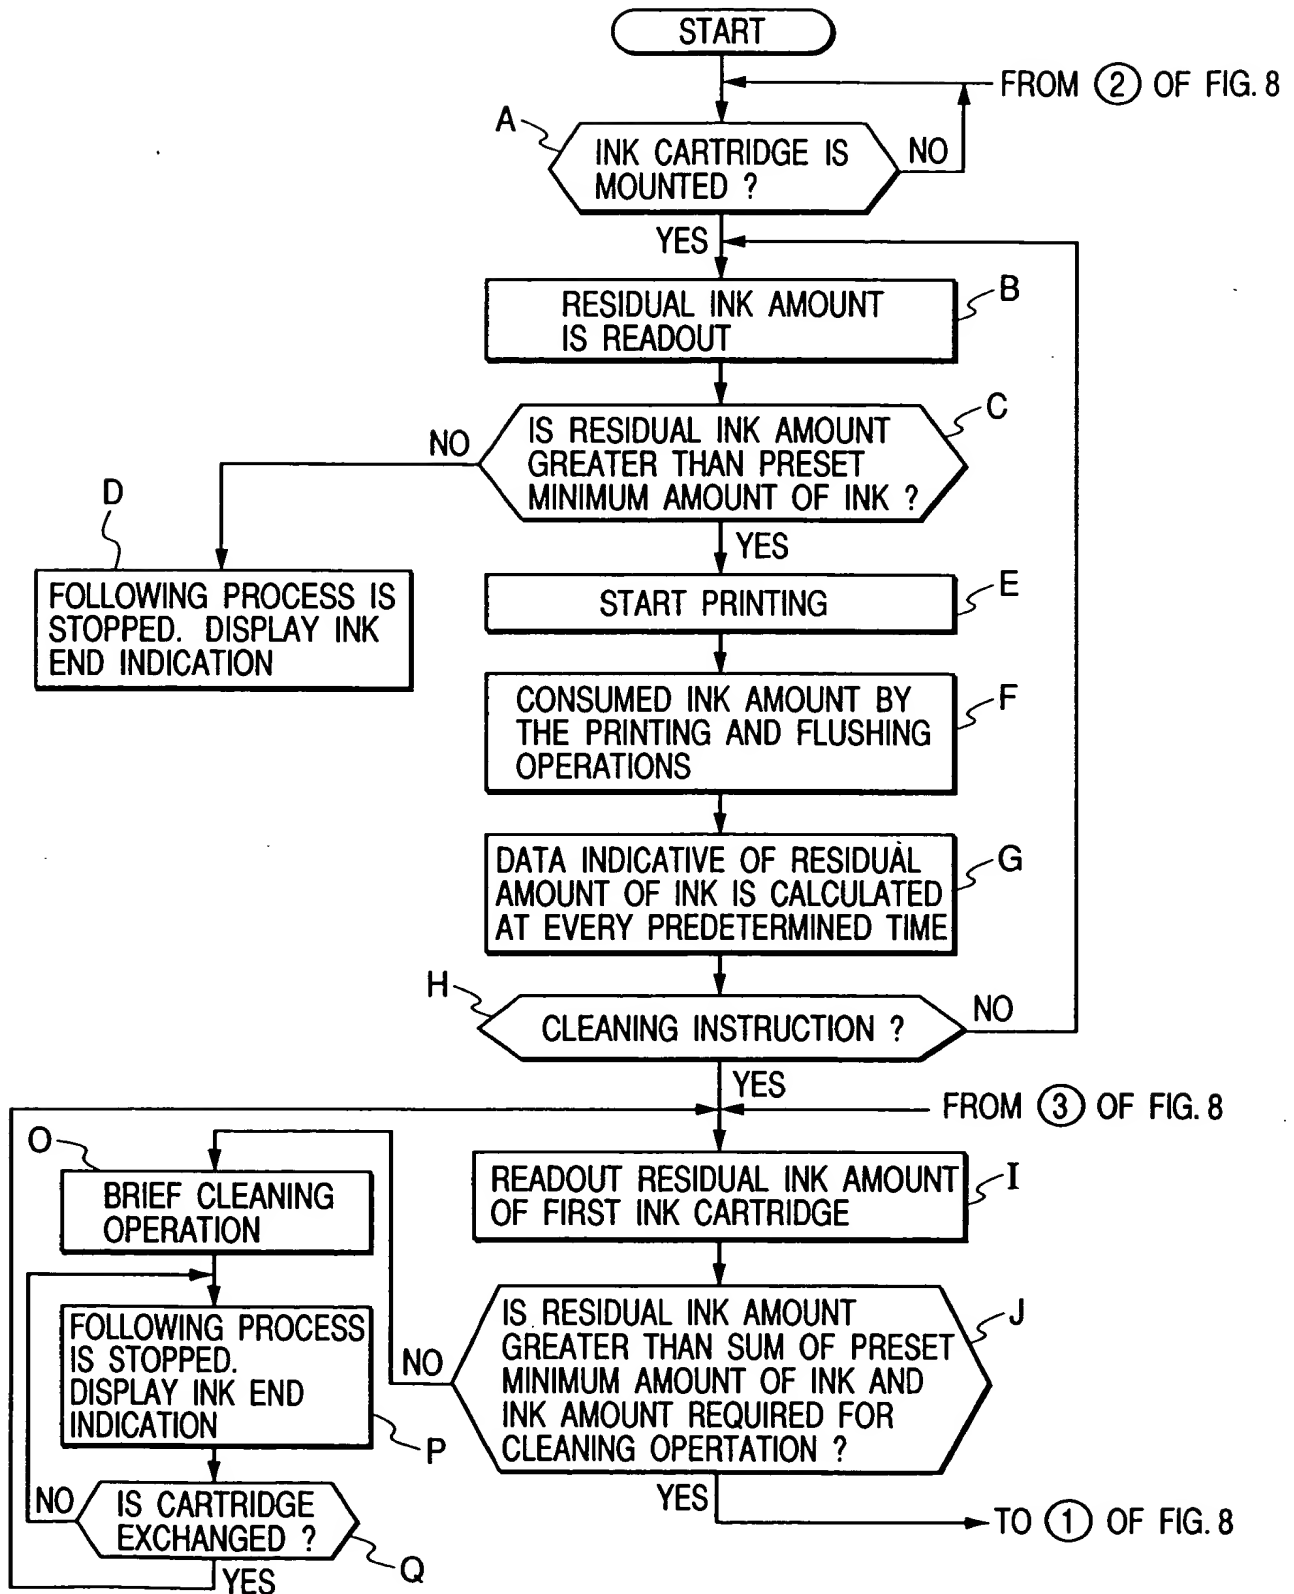 START
FROM 2 OF FIG. 8
A
INK CARTRIDGE IS
MOUNTED ?
NO
YES
B
RESIDUAL INK AMOUNT
IS READOUT
C
IS RESIDUAL INK AMOUNT
GREATER THAN PRESET
MINIMUM AMOUNT OF INK ?
NO
D
YES
FOLLOWING PROCESS IS
STOPPED. DISPLAY INK
END INDICATION
E
START PRINTING
F
CONSUMED INK AMOUNT BY
THE PRINTING AND FLUSHING
OPERATIONS
G
DATA INDICATIVE OF RESIDUAL
AMOUNT OF INK IS CALCULATED
AT EVERY PREDETERMINED TIME
H
CLEANING INSTRUCTION ?
NO
YES
FROM 3 OF FIG. 8
O
BRIEF CLEANING
OPERATION
I
READOUT RESIDUAL INK AMOUNT
OF FIRST INK CARTRIDGE
J
IS RESIDUAL INK AMOUNT
GREATER THAN SUM OF PRESET
MINIMUM AMOUNT OF INK AND
INK AMOUNT REQUIRED FOR
CLEANING OPERTATION ?
NO
FOLLOWING PROCESS
IS STOPPED.
DISPLAY INK END
INDICATION
P
YES
TO 1 OF FIG. 8
NO
IS CARTRIDGE
EXCHANGED ?
Q
YES